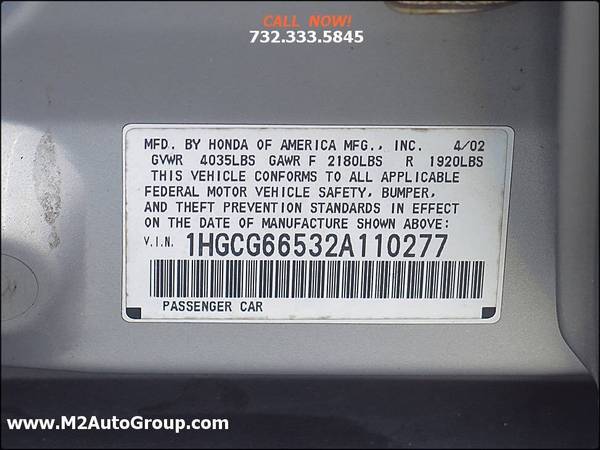 CALL NOW!
732.333.5845
MFD. BY HONDA OF AMERICA MFG., INC. 4/02
GVWR 4035LBS GAWR F 2180LBS R 1920LBS
THIS VEHICLE CONFORMS TO ALL APPLICABLE
FEDERAL MOTOR VEHICLE SAFETY, BUMPER,
AND THEFT PREVENTION STANDARDS IN EFFECT
ON THE DATE OF MANUFACTURE SHOWN ABOVE:
V.I.N. 1HGCG66532A110277
PASSENGER CAR
www.M2AutoGroup.com